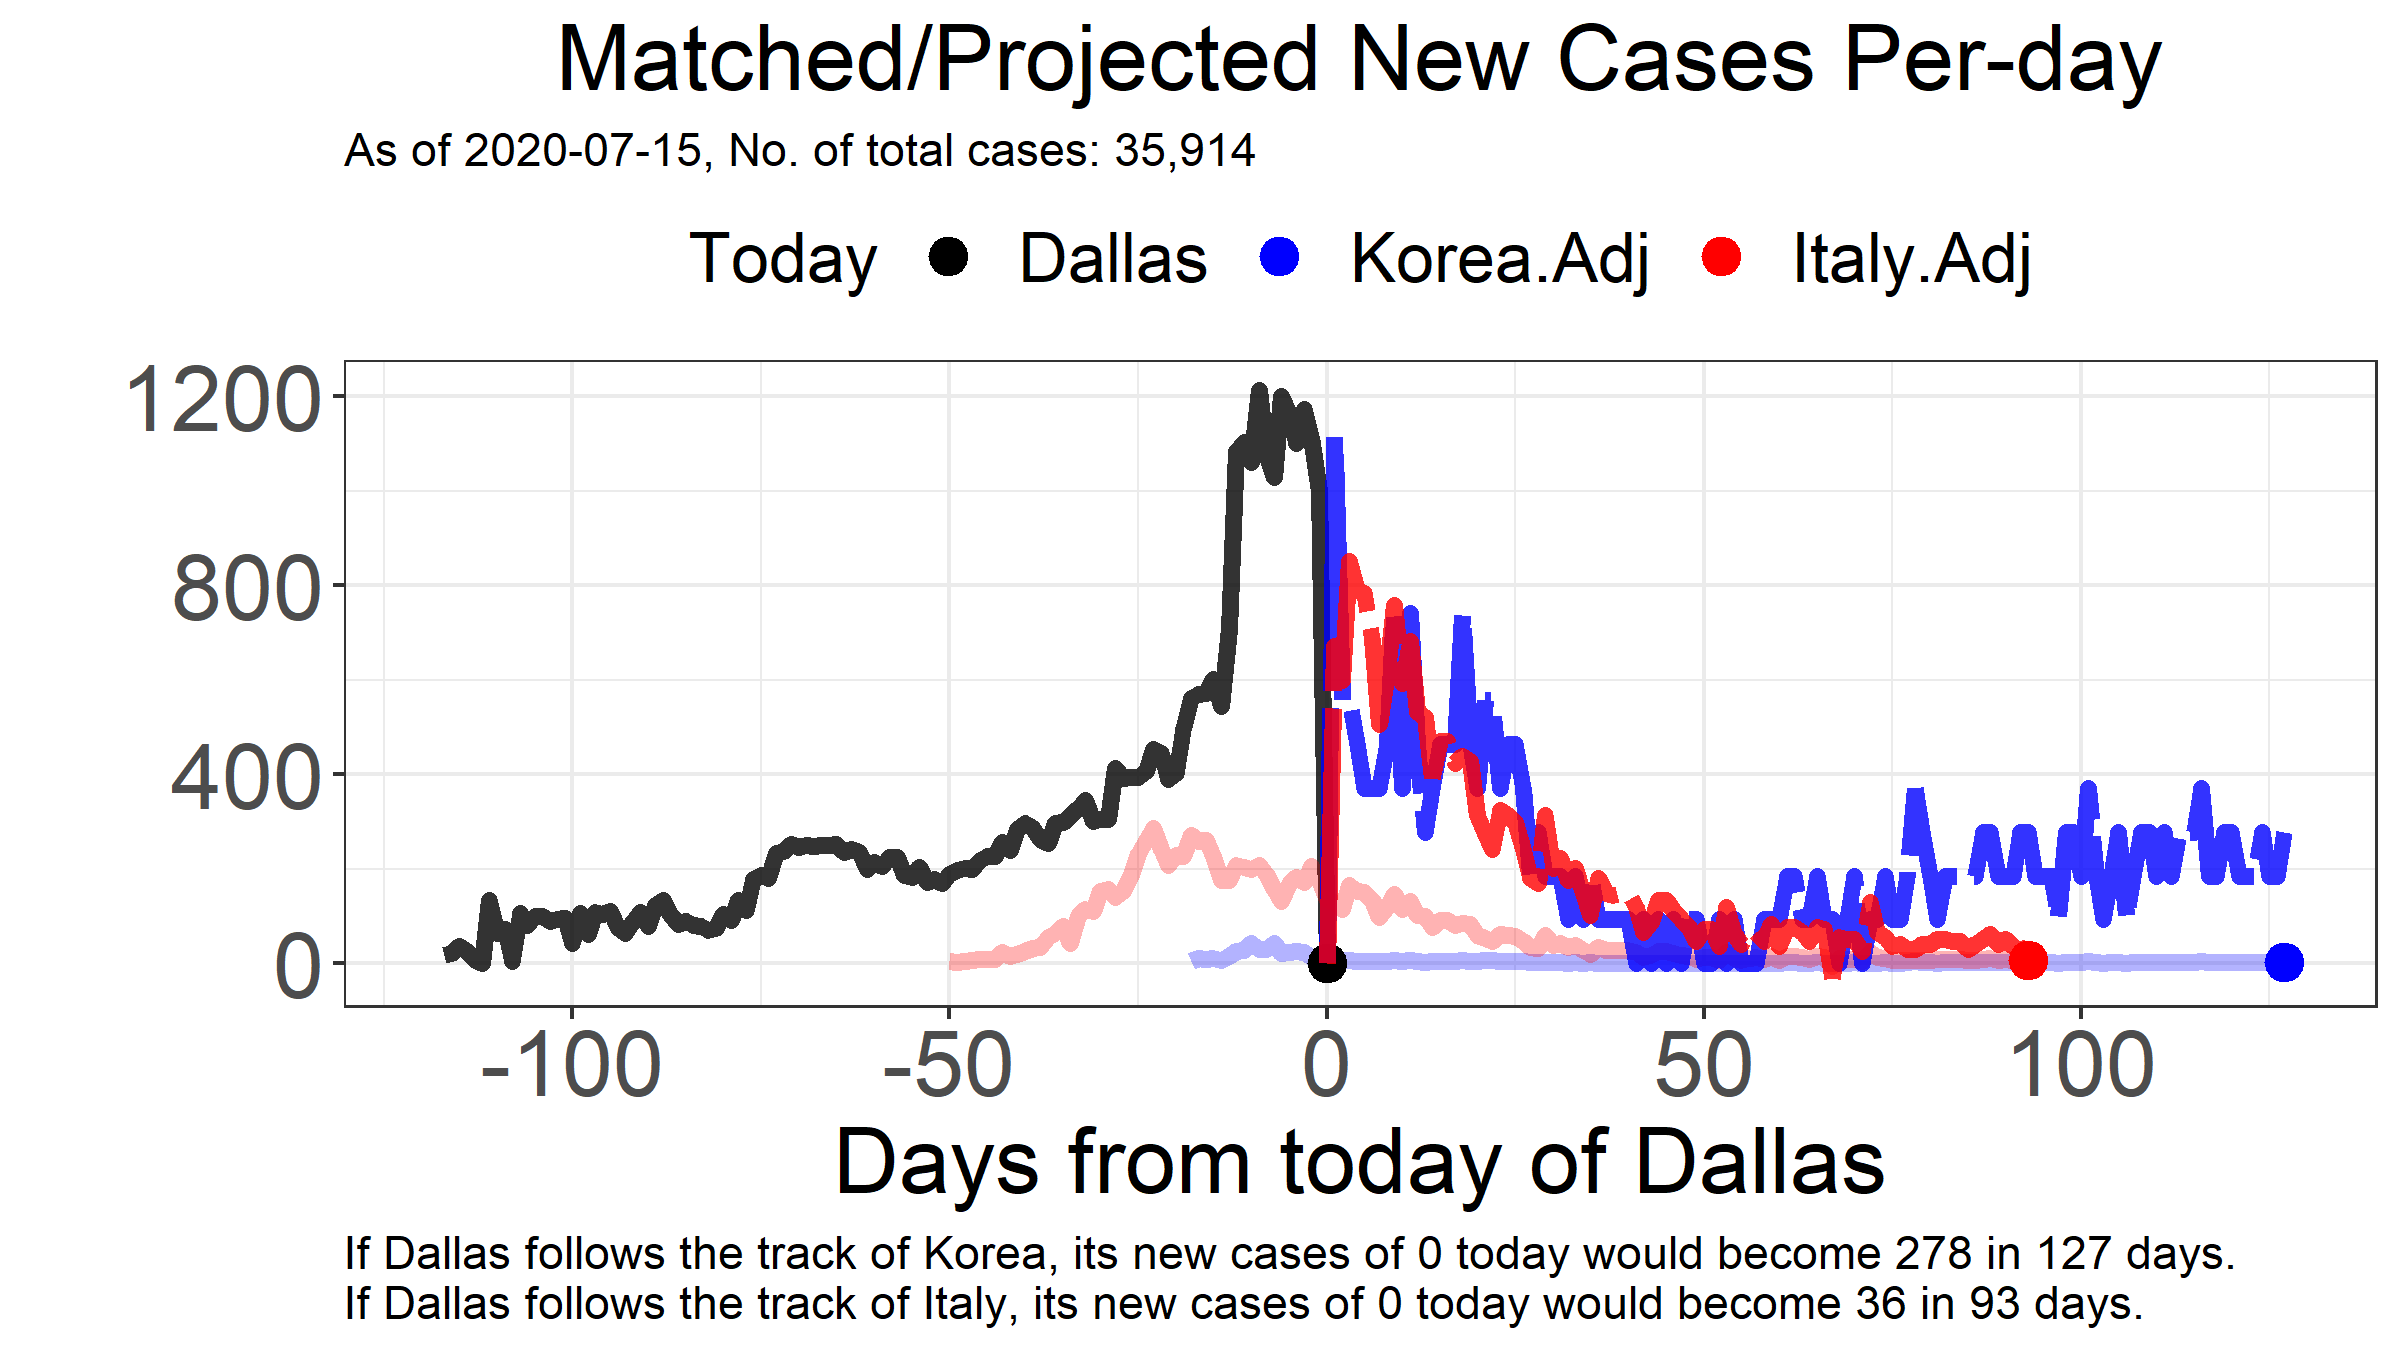 Matched/Projected New Cases Per-day
As of 2020-07-15, No. of total cases: 35,914
Today Dallas Korea.Adj Italy.Adj
1200
800
400
0
-100 -50 0 50 100
Days from today of Dallas
If Dallas follows the track of Korea, its new cases of 0 today would become 278 in 127 days.
If Dallas follows the track of Italy, its new cases of 0 today would become 36 in 93 days.